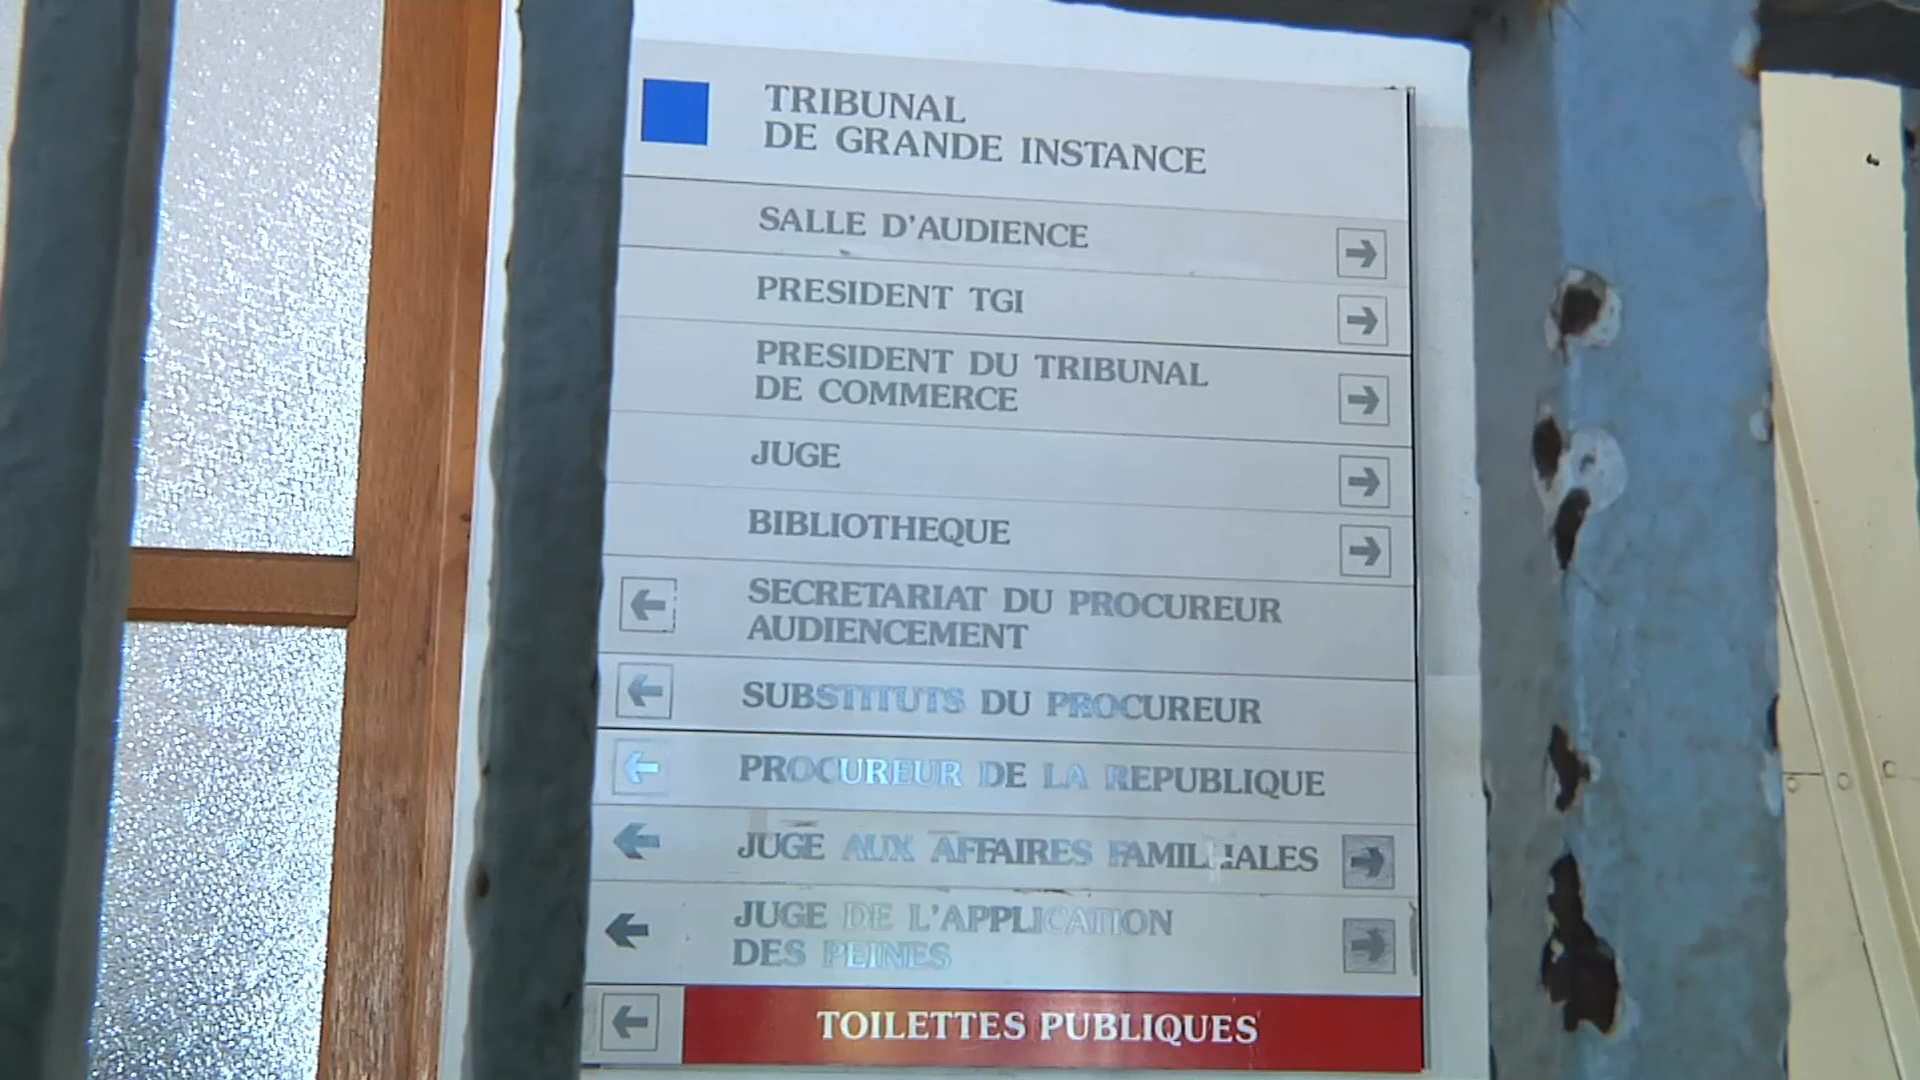 TRIBUNAL
DE GRANDE INSTANCE
SALLE D'AUDIENCE
PRESIDENT TGI
PRESIDENT DU TRIBUNAL
DE COMMERCE
JUGE
BIBLIOTHEQUE
SECRETARIAT DU PROCUREUR
AUDIENCEMENT
SUBSTITUTS DU PROCUREUR
PROCUREUR DE LA REPUBLIQUE
JUGE AUX AFFAIRES FAMILIALES
JUGE DE L'APPLICATION
DES PEINES
TOILETTES PUBLIQUES